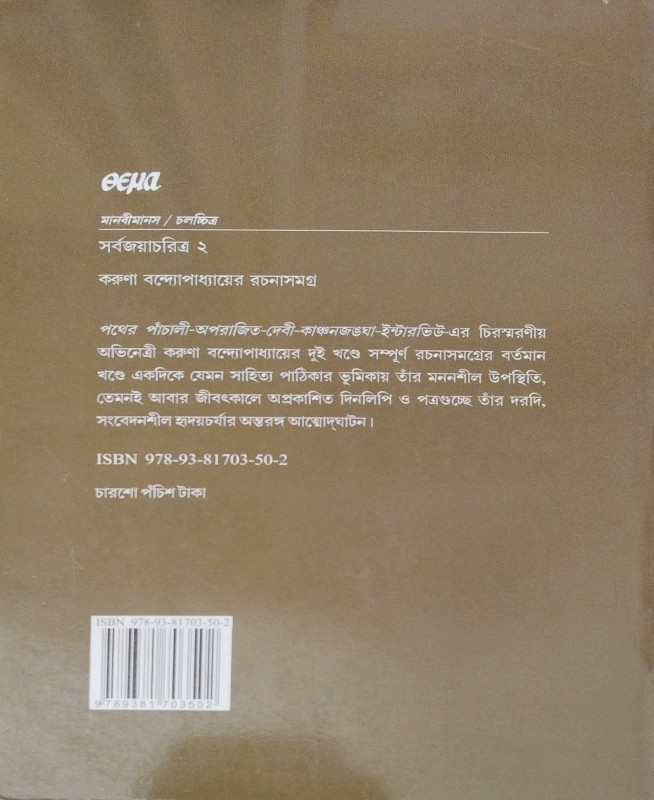 থেμা
মানবীমানস / চলচ্চিত্র
সর্বজয়াচরিত্র ২
করুণা বন্দ্যোপাধ্যায়ের রচনাসমগ্র
পথের পাঁচালী-অপরাজিত-দেবী-কাঞ্চনজঙঘা-ইন্টারভিউ-এর চিরস্মরণীয়
অভিনেত্রী করুণা বন্দ্যোপাধ্যায়ের দুই খণ্ডে সম্পূর্ণ রচনাসমগ্রের বর্তমান
খণ্ডে একদিকে যেমন সাহিত্য পাঠিকার ভূমিকায় তাঁর মননশীল উপস্থিতি,
তেমনই আবার জীবৎকালে অপ্রকাশিত দিনলিপি ও পত্রগুচ্ছে তাঁর দরদি,
সংবেদনশীল হৃদয়চর্যার অন্তরঙ্গ আত্মোদ্‌ঘাটন।
ISBN 978-93-81703-50-2
চারশো পঁচিশ টাকা
ISBN 978-93-81703-50-2
9789381703502